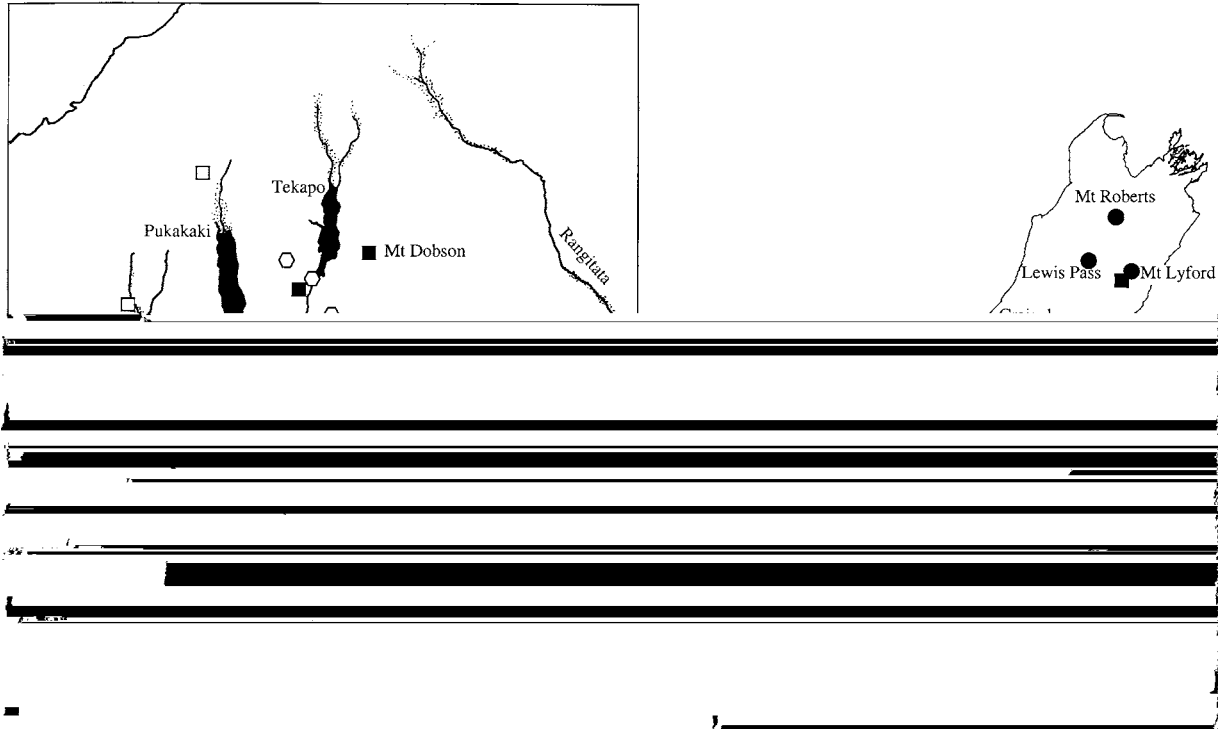 Tekapo
Pukakaki
Mt Dobson
Rangitata
Mt Roberts
Lewis Pass
Mt Lyford